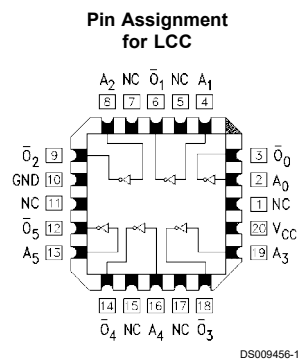 Pin Assignment
for LCC
A₂ NC Ō₁ NC A₁
8 7 6 5 4
Ō₂ 9
GND 10
NC 11
Ō₅ 12
A₅ 13
3 Ō₀
2 A₀
1 NC
20 V_CC
19 A₃
14 15 16 17 18
Ō₄ NC A₄ NC Ō₃
DS009456-1